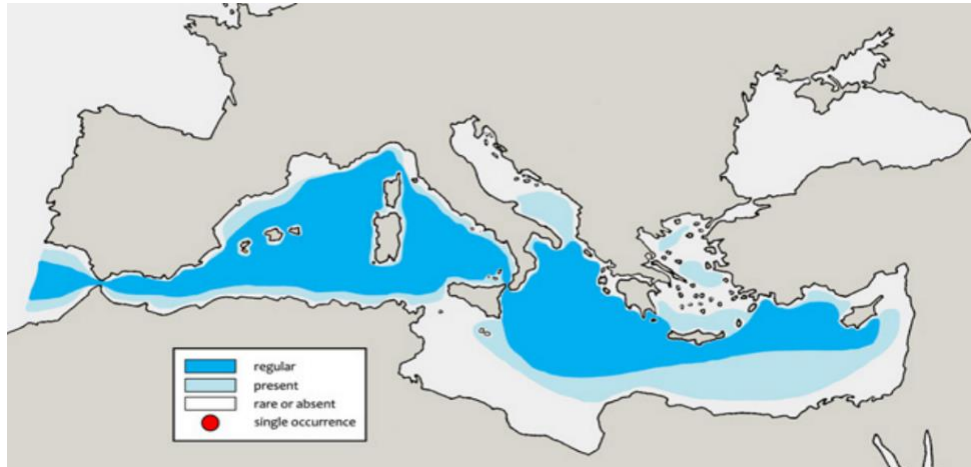 regular
present
rare or absent
single occurrence